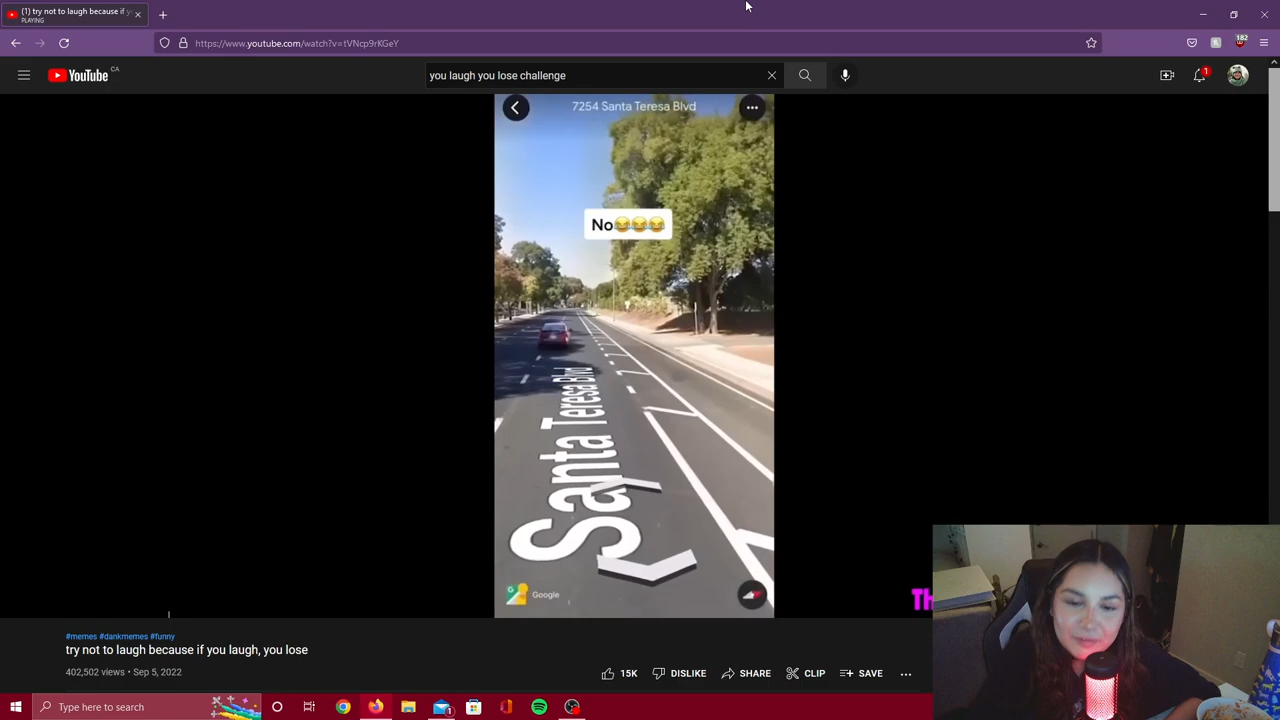 (1) try not to laugh because if y
PLAYING
https://www.youtube.com/watch?v=tVNcp9rKGeY
182
YouTube CA
you laugh you lose challenge
1
7254 Santa Teresa Blvd
No😂😂😂
Santa Teresa Blvd
Google
Th
#memes #dankmemes #funny
try not to laugh because if you laugh, you lose
402,502 views • Sep 5, 2022
15K DISLIKE SHARE CLIP SAVE
Type here to search